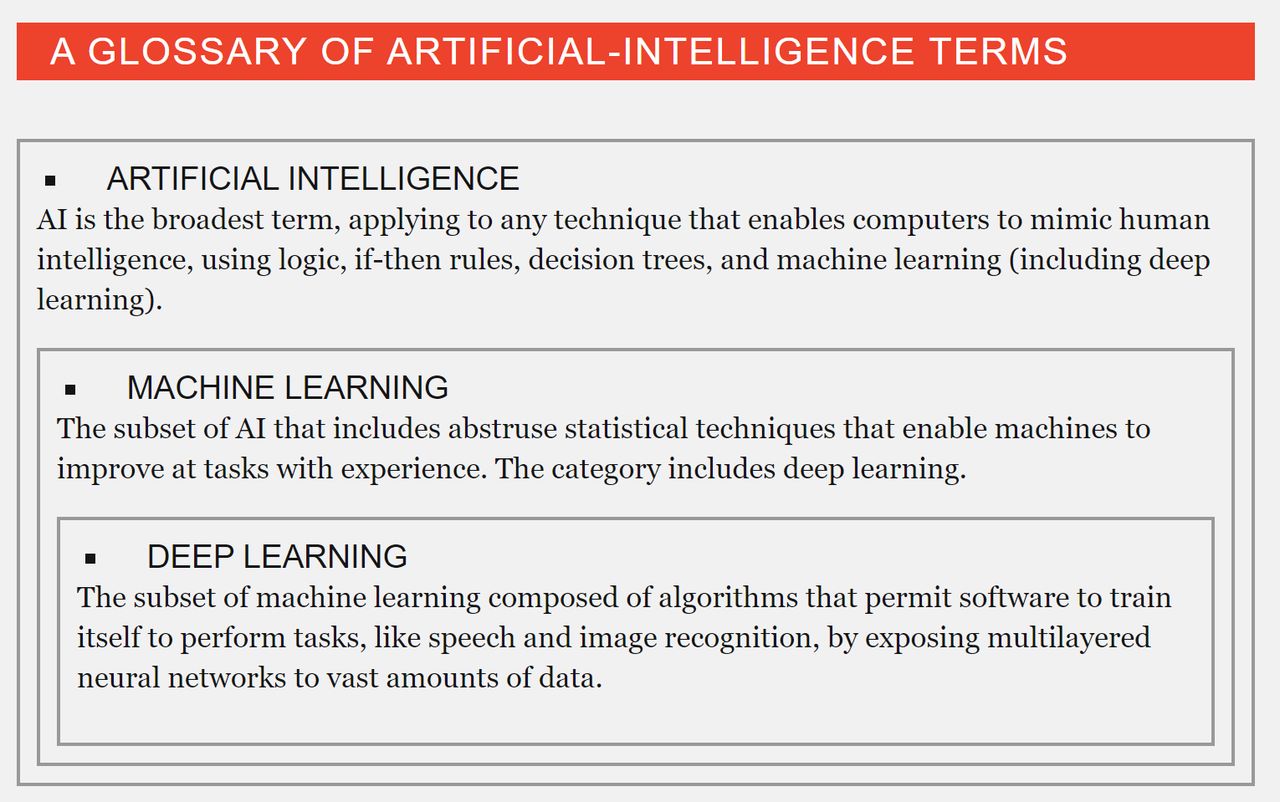 A GLOSSARY OF ARTIFICIAL-INTELLIGENCE TERMS
ARTIFICIAL INTELLIGENCE
AI is the broadest term, applying to any technique that enables computers to mimic human
intelligence, using logic, if-then rules, decision trees, and machine learning (including deep
learning).
MACHINE LEARNING
The subset of AI that includes abstruse statistical techniques that enable machines to
improve at tasks with experience. The category includes deep learning.
DEEP LEARNING
The subset of machine learning composed of algorithms that permit software to train
itself to perform tasks, like speech and image recognition, by exposing multilayered
neural networks to vast amounts of data.